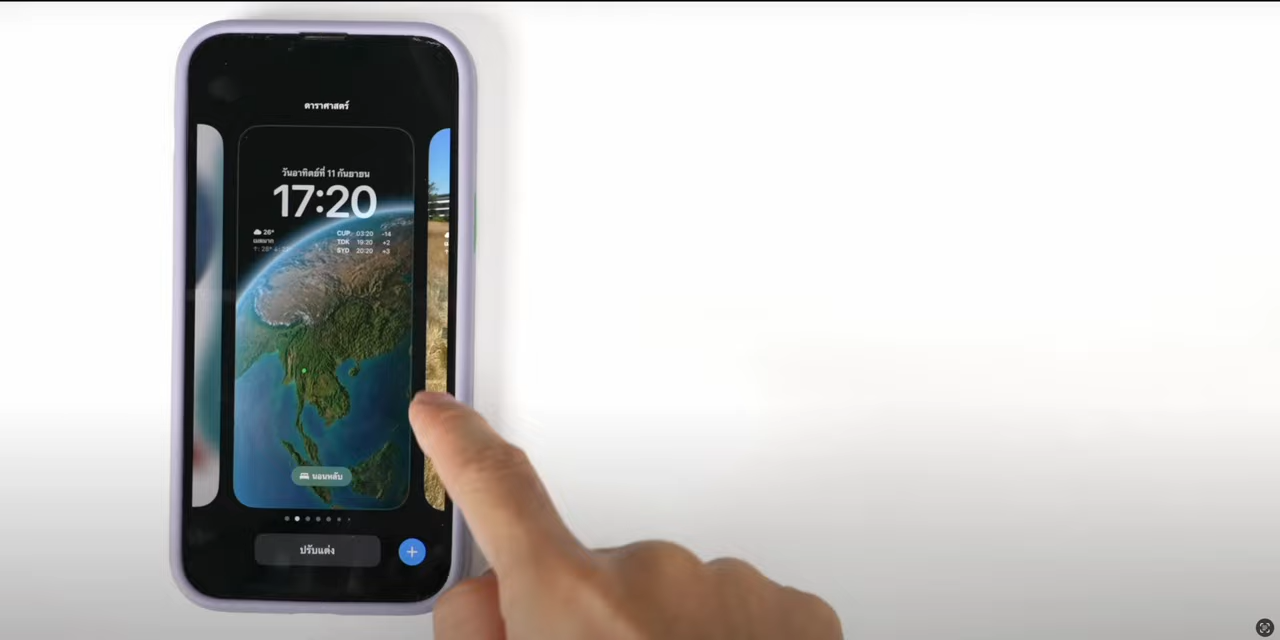 ดาราศาสตร์
วันอาทิตย์ที่ 11 กันยายน
17:20
26°
CUP 03:20 -14
TDK 19:20 +2
SYD 20:20 +3
นอนหลับ
ปรับแต่ง